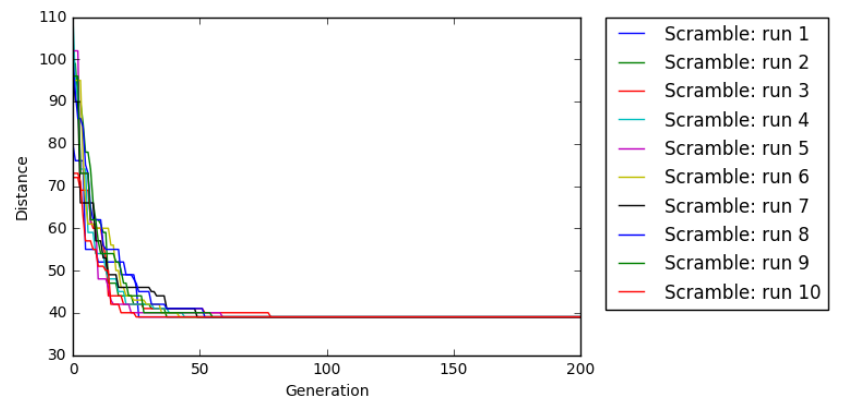 110
100
90
80
70
60
50
40
30
Distance
0
50
100
150
200
Generation
Scramble: run 1
Scramble: run 2
Scramble: run 3
Scramble: run 4
Scramble: run 5
Scramble: run 6
Scramble: run 7
Scramble: run 8
Scramble: run 9
Scramble: run 10